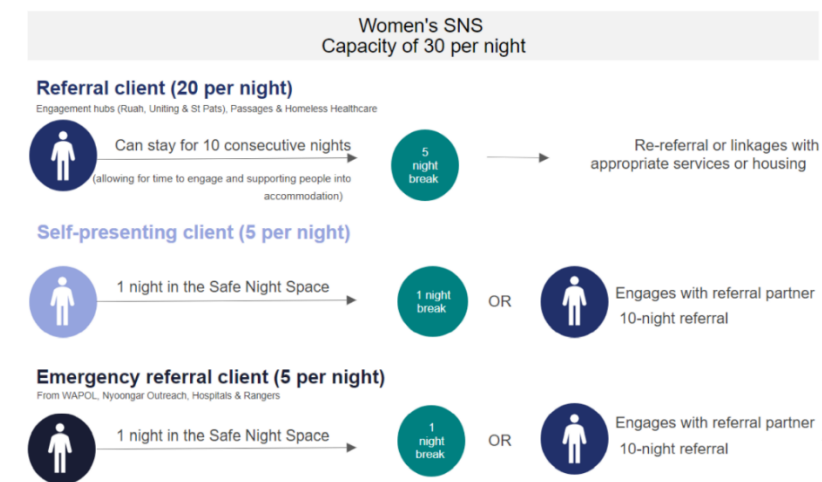 Women's SNS
Capacity of 30 per night
Referral client (20 per night)
Engagement hubs (Ruah, Uniting & St Pats), Passages & Homeless Healthcare
Can stay for 10 consecutive nights
(allowing for time to engage and supporting people into
accommodation)
5
night
break
Re-referral or linkages with
appropriate services or housing
Self-presenting client (5 per night)
1 night in the Safe Night Space
1 night
break
OR
Engages with referral partner
10-night referral
Emergency referral client (5 per night)
From WAPOL, Nyoongar Outreach, Hospitals & Rangers
1 night in the Safe Night Space
1
night
break
OR
Engages with referral partner
10-night referral